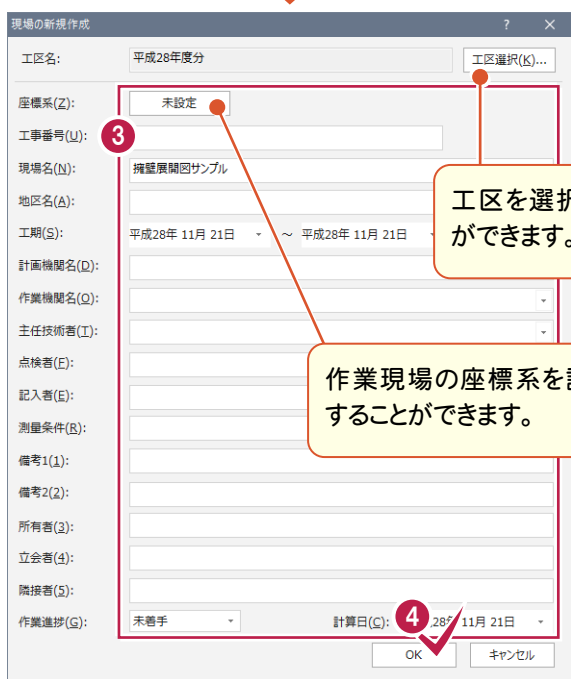 現場の新規作成 ? ×
工区名: 平成28年度分 工区選択(K)...
座標系(Z): 未設定
3
工事番号(U):
現場名(N): 擁壁展開図サンプル
地区名(A):
工区を選択
ができます。
工期(S): 平成28年 11月 21日 ～ 平成28年 11月 21日
計画機関名(D):
作業機関名(O):
主任技術者(T):
点検者(F):
作業現場の座標系を
することができます。
記入者(E):
測量条件(R):
備考1(1):
備考2(2):
所有者(3):
立会者(4):
隣接者(5):
作業進捗(G): 未着手 計算日(C): 4 28年 11月 21日
OK キャンセル